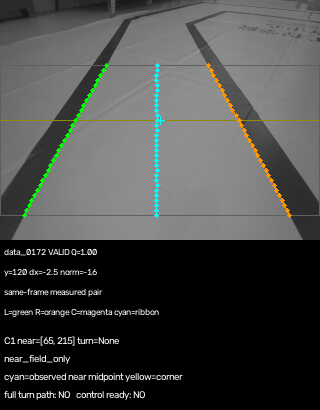 data_0172 VALID Q=1.00
y=120 dx=-2.5 norm=-16
same-frame measured pair
L=green R=orange C=magenta cyan=ribbon
C1 near=[65, 215] turn=None
near_field_only
cyan=observed near midpoint yellow=corner
full turn path: NO control ready: NO